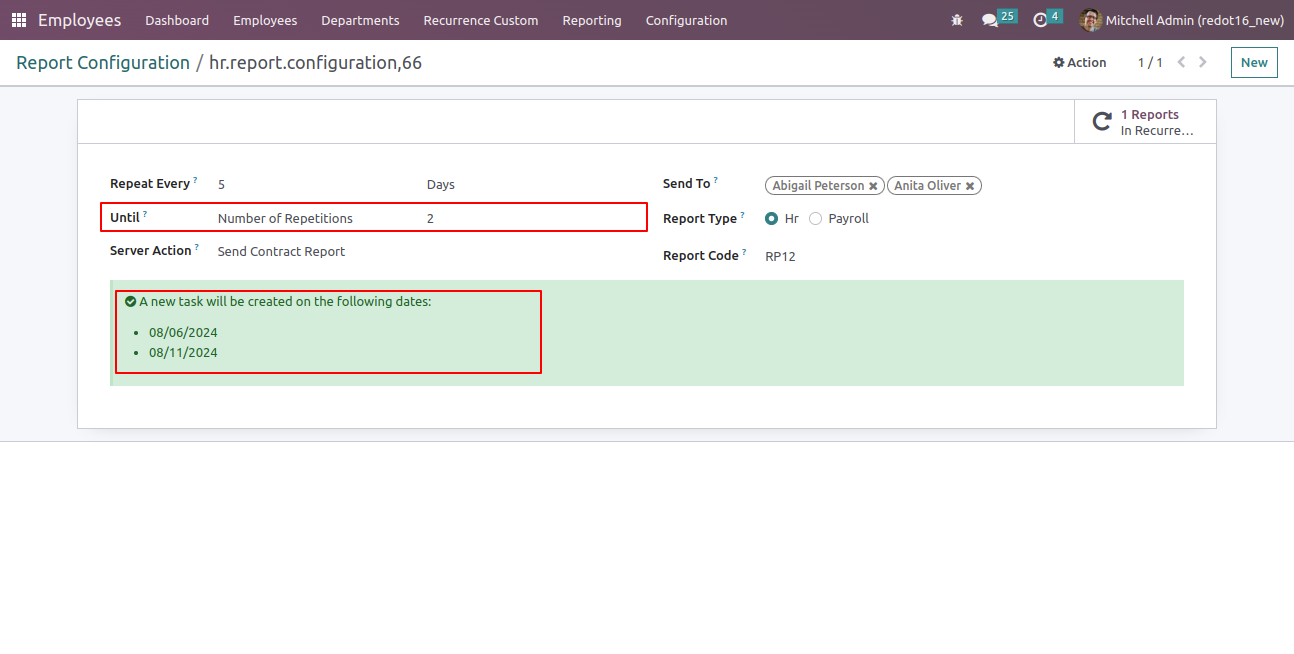 Employees Dashboard Employees Departments Recurrence Custom Reporting Configuration 25 4 Mitchell Admin (redot16_new)
Report Configuration / hr.report.configuration,66 Action 1 / 1 New
1 Reports
In Recurre...
Repeat Every ? 5 Days Send To ? Abigail Peterson Anita Oliver
Until ? Number of Repetitions 2 Report Type ? Hr Payroll
Server Action ? Send Contract Report Report Code ? RP12
A new task will be created on the following dates:
• 08/06/2024
• 08/11/2024